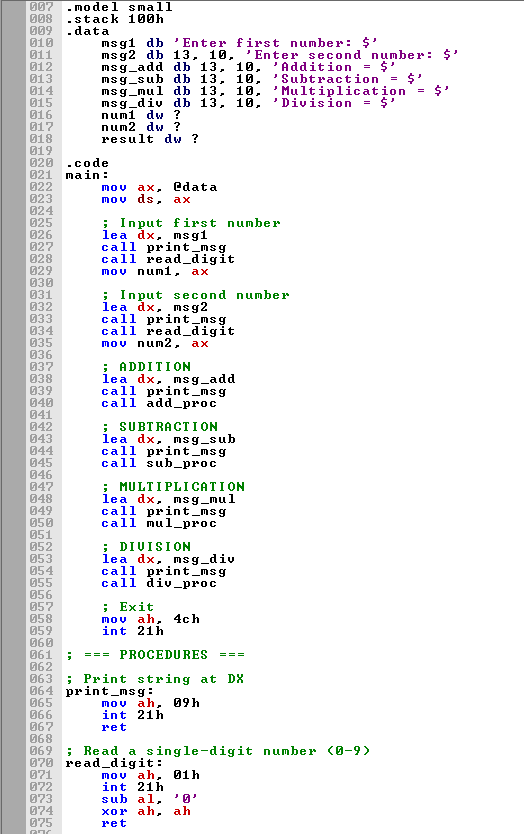 007 .model small
008 .stack 100h
009 .data
010 msg1 db 'Enter first number: $'
011 msg2 db 13, 10, 'Enter second number: $'
012 msg_add db 13, 10, 'Addition = $'
013 msg_sub db 13, 10, 'Subtraction = $'
014 msg_mul db 13, 10, 'Multiplication = $'
015 msg_div db 13, 10, 'Division = $'
016 num1 dw ?
017 num2 dw ?
018 result dw ?
019
020 .code
021 main:
022 mov ax, @data
023 mov ds, ax
024
025 ; Input first number
026 lea dx, msg1
027 call print_msg
028 call read_digit
029 mov num1, ax
030
031 ; Input second number
032 lea dx, msg2
033 call print_msg
034 call read_digit
035 mov num2, ax
036
037 ; ADDITION
038 lea dx, msg_add
039 call print_msg
040 call add_proc
041
042 ; SUBTRACTION
043 lea dx, msg_sub
044 call print_msg
045 call sub_proc
046
047 ; MULTIPLICATION
048 lea dx, msg_mul
049 call print_msg
050 call mul_proc
051
052 ; DIVISION
053 lea dx, msg_div
054 call print_msg
055 call div_proc
056
057 ; Exit
058 mov ah, 4ch
059 int 21h
060
061 ; === PROCEDURES ===
062
063 ; Print string at DX
064 print_msg:
065 mov ah, 09h
066 int 21h
067 ret
068
069 ; Read a single-digit number (0-9)
070 read_digit:
071 mov ah, 01h
072 int 21h
073 sub al, '0'
074 xor ah, ah
075 ret